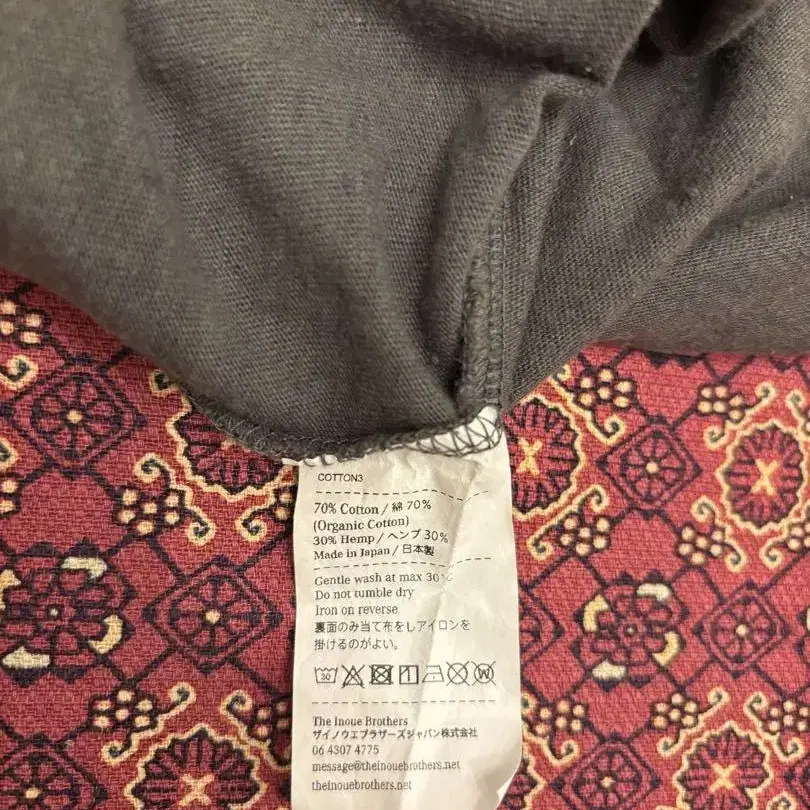 COTTON3
70% Cotton / 綿 70%
(Organic Cotton)
30% Hemp / ヘンプ 30%
Made in Japan / 日本製
Gentle wash at max 30°C
Do not tumble dry
Iron on reverse
裏面のみ当て布をしアイロンを
掛けるのがよい。
30 W
The Inoue Brothers
ザイノウエブラザーズジャパン株式会社
06 4307 4775
message@theinouebrothers.net
theinouebrothers.net